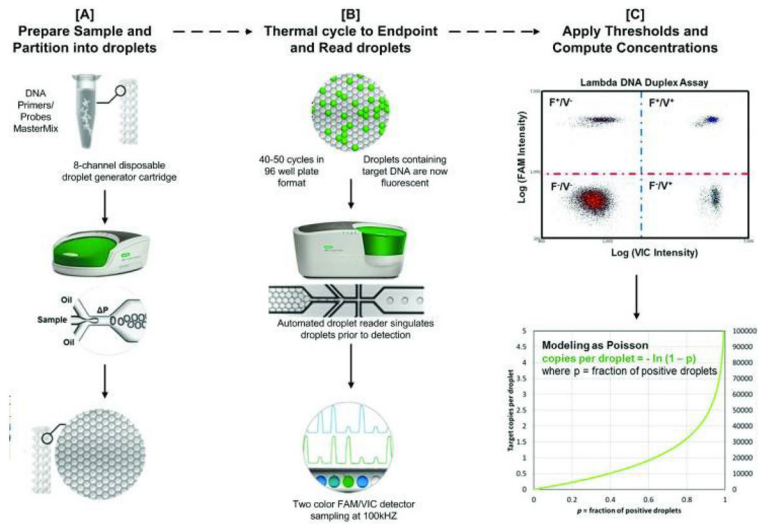 [A]
Prepare Sample and
Partition into droplets
DNA
Primers/
Probes
MasterMix
8-channel disposable
droplet generator cartridge
Oil
ΔP
Sample
Oil
[B]
Thermal cycle to Endpoint
and Read droplets
40-50 cycles in
96 well plate
format
Droplets containing
target DNA are now
fluorescent
Automated droplet reader singulates
droplets prior to detection
Two color FAM/VIC detector
sampling at 100kHZ
[C]
Apply Thresholds and
Compute Concentrations
Lambda DNA Duplex Assay
F⁺/V⁻
F⁺/V⁺
F⁻/V⁻
F⁻/V⁺
Log (FAM Intensity)
Log (VIC Intensity)
Modeling as Poisson
copies per droplet = - ln (1 – p)
where p = fraction of positive droplets
Target copies per droplet
5
4.5
4
3.5
3
2.5
2
1.5
1
0.5
0
100000
90000
80000
70000
60000
50000
40000
30000
20000
10000
0
0
0.2
0.4
0.6
0.8
1
p = fraction of positive droplets